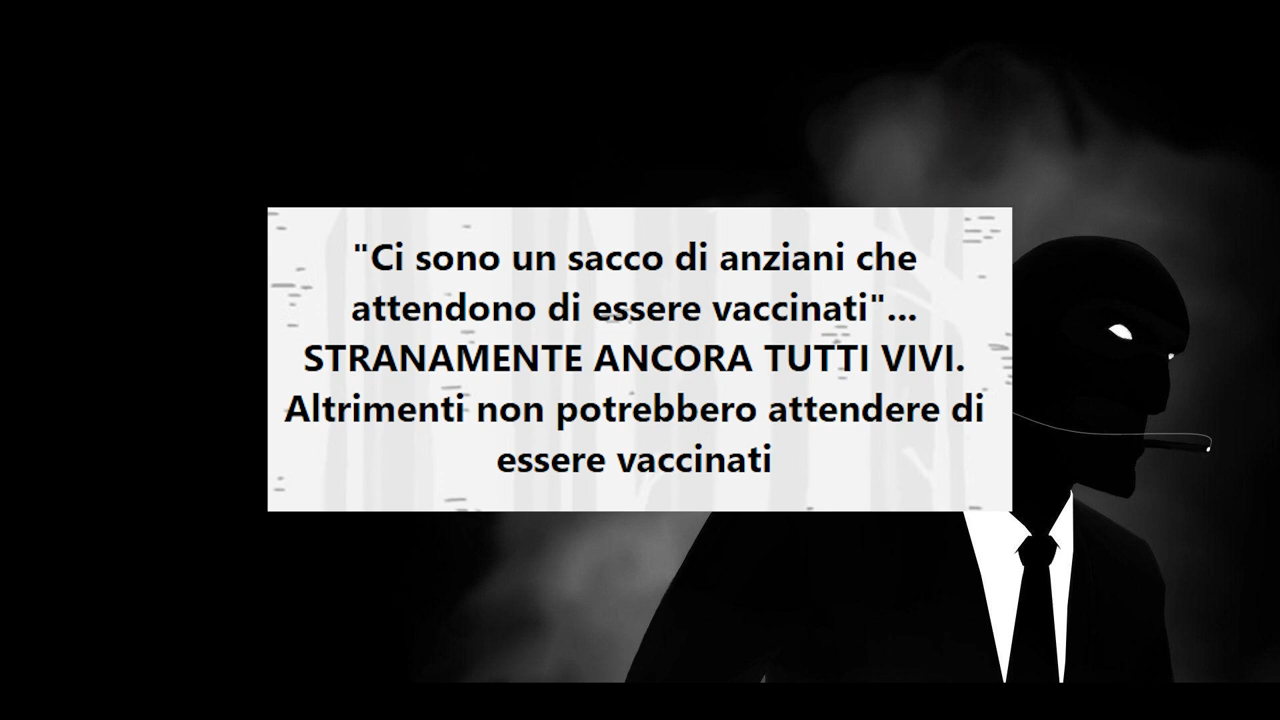 "Ci sono un sacco di anziani che
attendono di essere vaccinati"...
STRANAMENTE ANCORA TUTTI VIVI.
Altrimenti non potrebbero attendere di
essere vaccinati